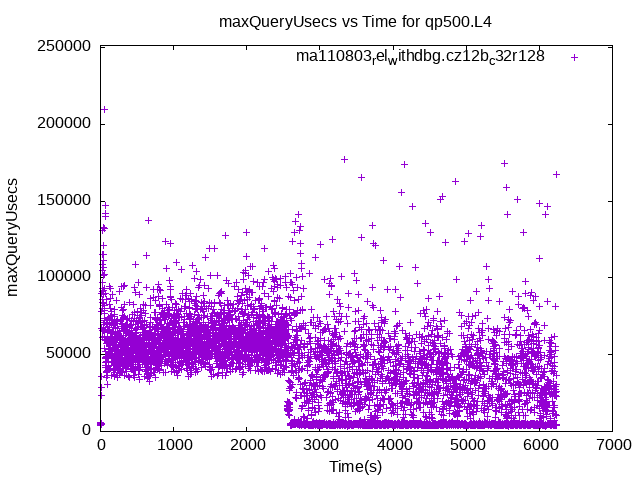 maxQueryUsecs vs Time for qp500.L4
ma110803relwithdbg.cz12bc32r128
250000
200000
150000
100000
50000
0
maxQueryUsecs
0 1000 2000 3000 4000 5000 6000 7000
Time(s)